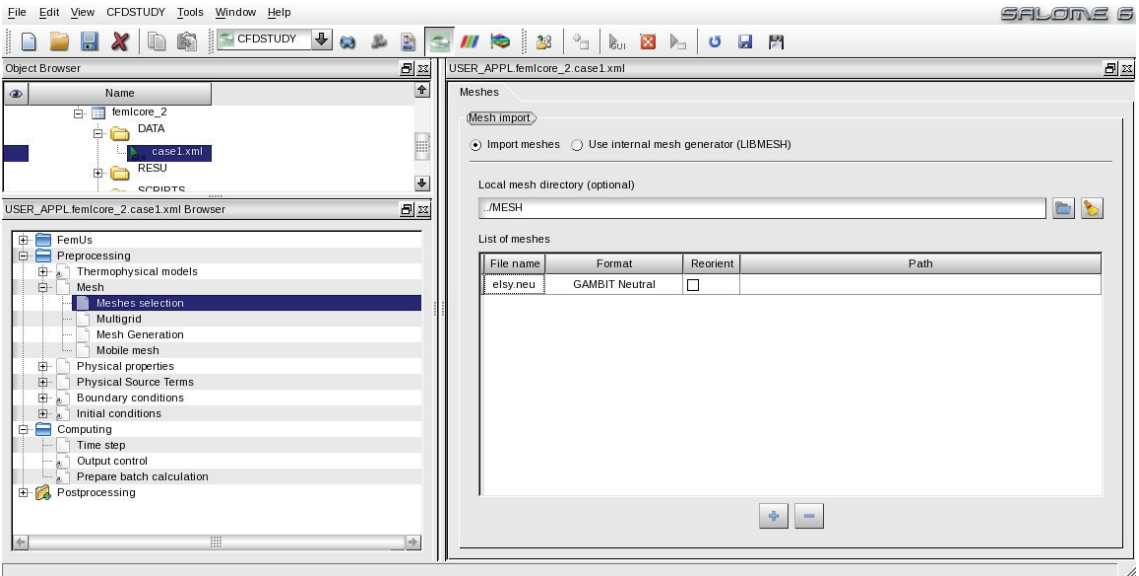 File Edit View CFDSTUDY Tools Window Help
SALOME 6
CFDSTUDY
GUI
Object Browser
Name
femlcore_2
DATA
case1.xml
RESU
SCRIPTS
USER_APPL.femlcore_2.case1.xml Browser
FemUs
Preprocessing
Thermophysical models
Mesh
Meshes selection
Multigrid
Mesh Generation
Mobile mesh
Physical properties
Physical Source Terms
Boundary conditions
Initial conditions
Computing
Time step
Output control
Prepare batch calculation
Postprocessing
USER_APPL.femlcore_2.case1.xml
Meshes
Mesh import
Import meshes Use internal mesh generator (LIBMESH)
Local mesh directory (optional)
../MESH
List of meshes
File name Format Reorient Path
elsy.neu GAMBIT Neutral